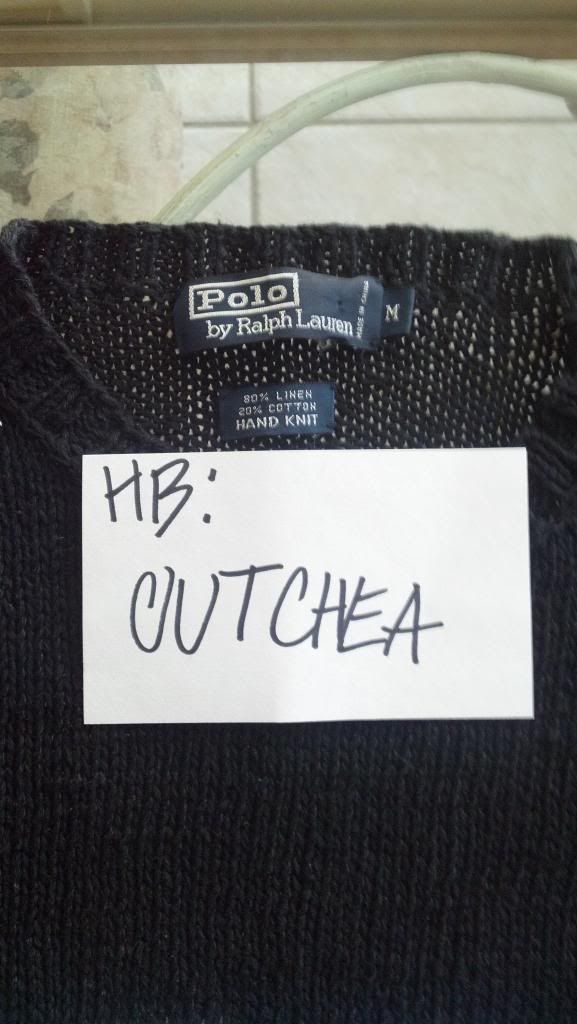 Polo
by Ralph Lauren
MADE IN CHINA
M
80% LINEN
20% COTTON
HAND KNIT
HB:
OUTCHEA